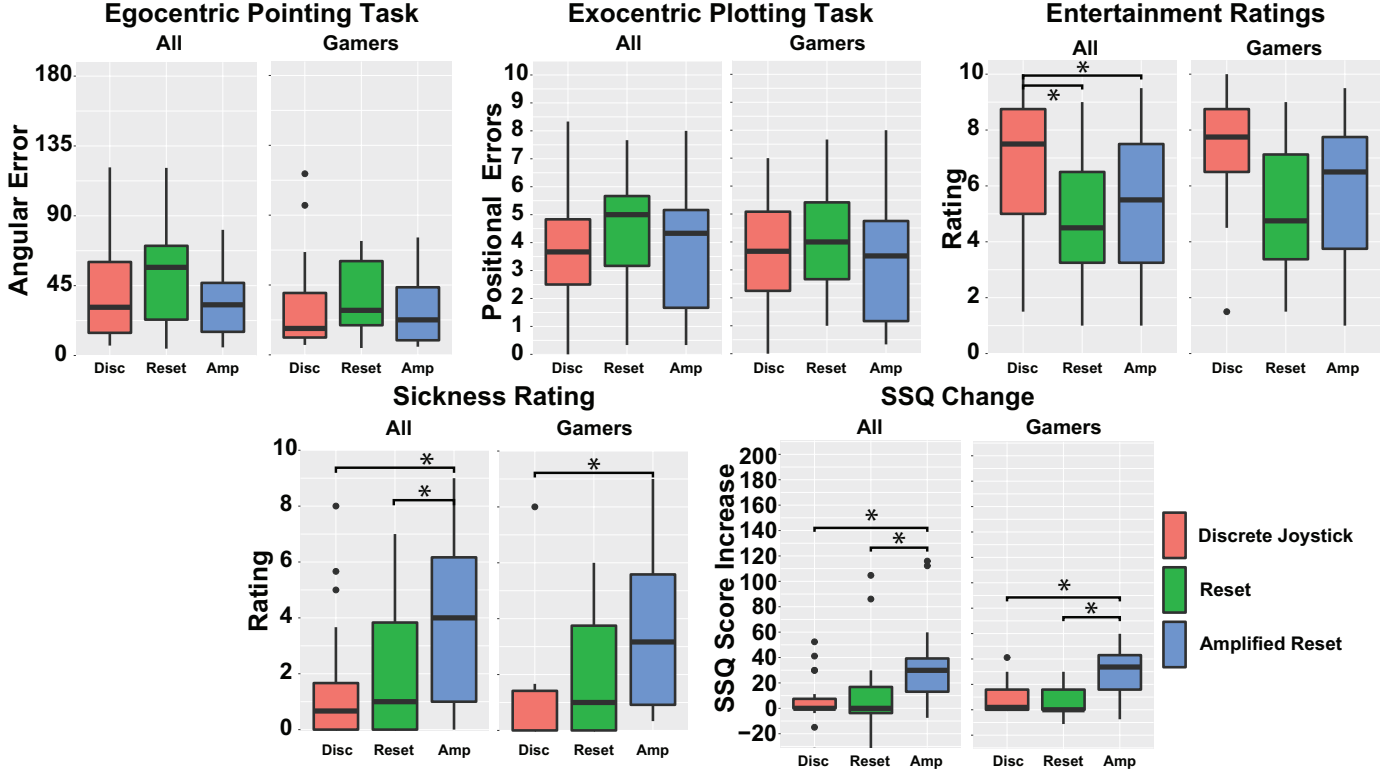 Egocentric Pointing Task
Exocentric Plotting Task
Entertainment Ratings
All
Gamers
All
Gamers
All
Gamers
Angular Error
180
135
90
45
0
Disc Reset Amp
Disc Reset Amp
Positional Errors
10
9
8
7
6
5
4
3
2
1
0
Disc Reset Amp
Disc Reset Amp
Rating
10
8
6
4
2
0
*
*
Disc Reset Amp
Disc Reset Amp
Sickness Rating
SSQ Change
All
Gamers
All
Gamers
Rating
10
8
6
4
2
0
*
*
*
Disc Reset Amp
Disc Reset Amp
SSQ Score Increase
200
180
160
140
120
100
80
60
40
20
0
−20
*
*
*
*
Disc Reset Amp
Disc Reset Amp
Discrete Joystick
Reset
Amplified Reset